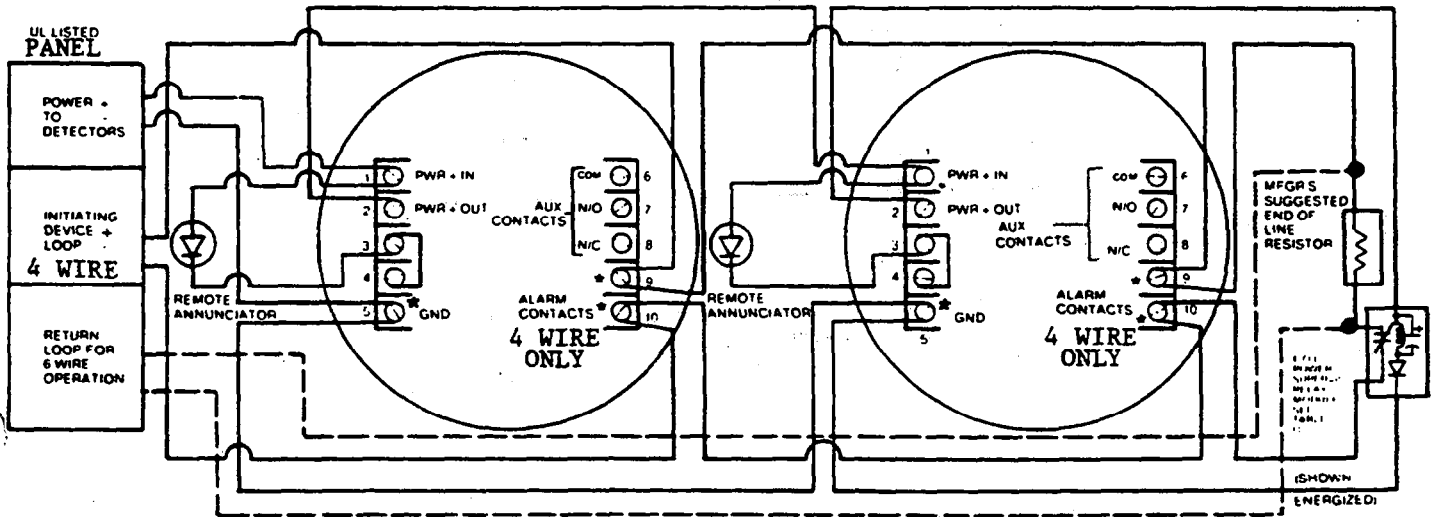 UL LISTED
PANEL
POWER +
TO
DETECTORS
INITIATING
DEVICE +
LOOP
4 WIRE
RETURN
LOOP FOR
6 WIRE
OPERATION
REMOTE
ANNUNCIATOR
1 PWR + IN
2 PWR + OUT
3
4
5 * GND
AUX
CONTACTS
COM 6
N/O 7
N/C 8
* 9
ALARM
CONTACTS * 10
4 WIRE
ONLY
REMOTE
ANNUNCIATOR
1
PWR + IN
2 PWR + OUT
3
4
* GND
5
AUX
CONTACTS
COM 6
N/O 7
N/C 8
* 9
ALARM
CONTACTS
* 10
4 WIRE
ONLY
MFGR'S
SUGGESTED
END OF
LINE
RESISTOR
POWER
RELAY
(SHOWN
ENERGIZED)